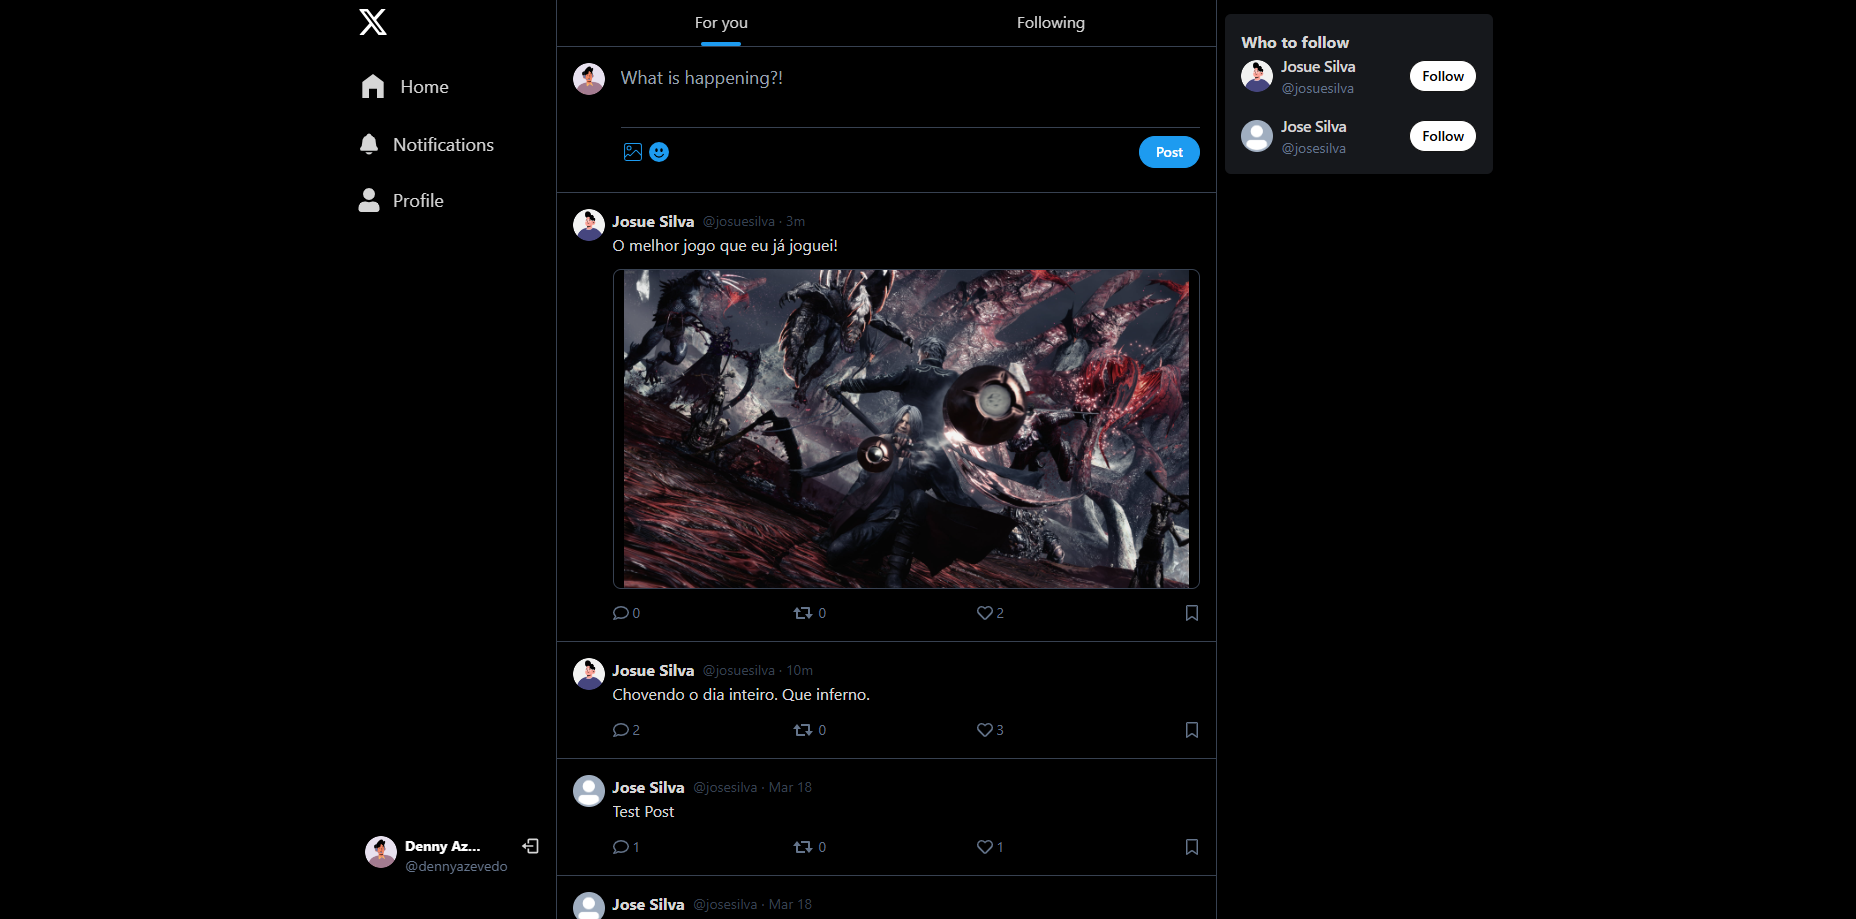 Home
Notifications
Profile
Denny Az...
@dennyazevedo
For you
Following
What is happening?!
Post
Josue Silva @josuesilva · 3m
O melhor jogo que eu já joguei!
0 0 2
Josue Silva @josuesilva · 10m
Chovendo o dia inteiro. Que inferno.
2 0 3
Jose Silva @josesilva · Mar 18
Test Post
1 0 1
Jose Silva @josesilva · Mar 18
Who to follow
Josue Silva
@josuesilva
Follow
Jose Silva
@josesilva
Follow